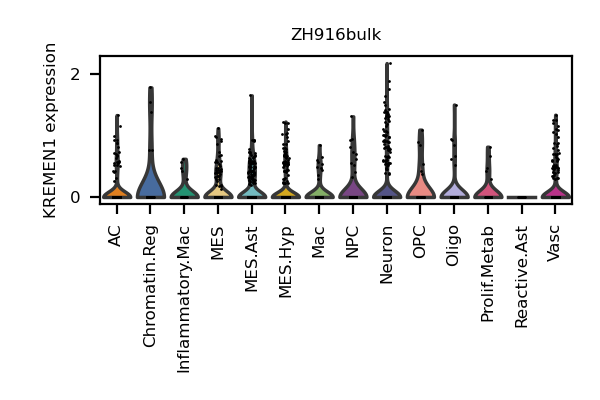 ZH916bulk
KREMEN1 expression
2
0
AC
Chromatin.Reg
Inflammatory.Mac
MES
MES.Ast
MES.Hyp
Mac
NPC
Neuron
OPC
Oligo
Prolif.Metab
Reactive.Ast
Vasc